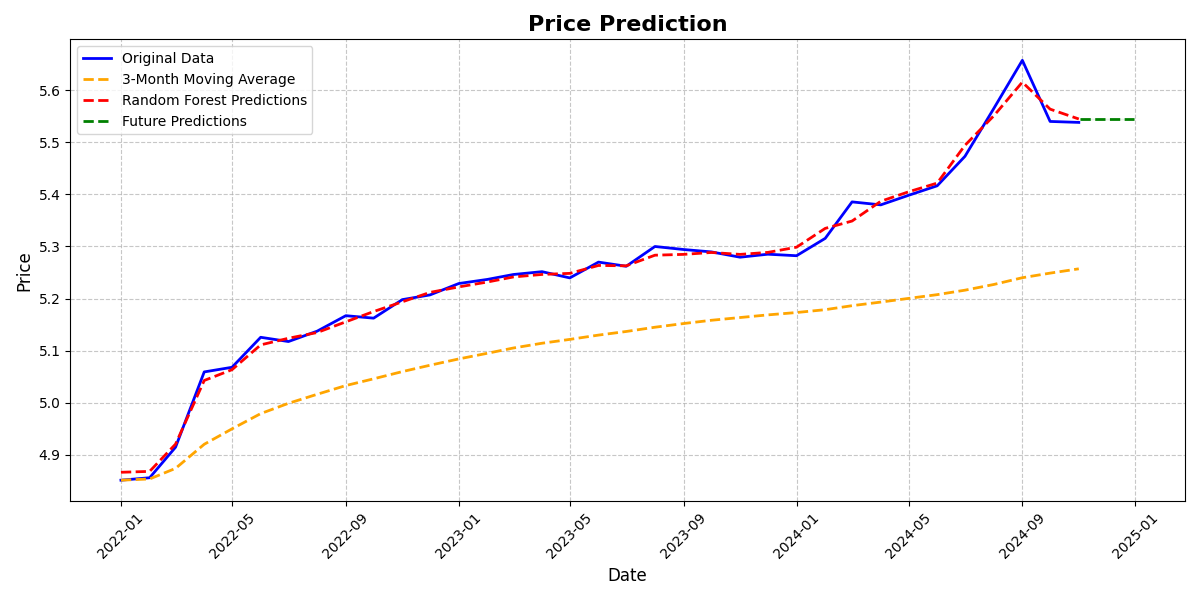 Price Prediction
Original Data
3-Month Moving Average
Random Forest Predictions
Future Predictions
Price
5.6
5.5
5.4
5.3
5.2
5.1
5.0
4.9
2022-01
2022-05
2022-09
2023-01
2023-05
2023-09
2024-01
2024-05
2024-09
2025-01
Date